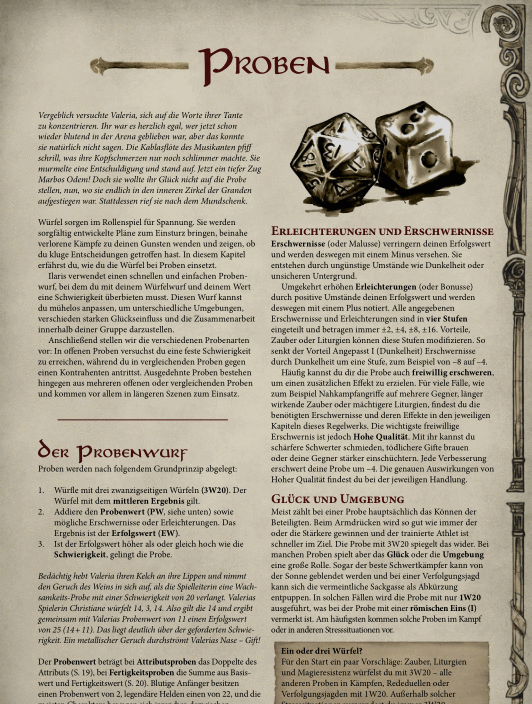 Proben
Vergeblich versuchte Valeria, sich auf die Worte ihrer Tante
zu konzentrieren. Ihr war es herzlich egal, wer jetzt schon
wieder blutend in der Arena geblieben war, aber das konnte
sie natürlich nicht sagen. Die Kablasflöte des Musikanten pfiff
schrill, was ihre Kopfschmerzen nur noch schlimmer machte. Sie
murmelte eine Entschuldigung und stand auf. Jetzt ein tiefer Zug
Marbos Odem! Doch sie wollte ihr Glück nicht auf die Probe
stellen, nun, wo sie endlich in den inneren Zirkel der Granden
aufgestiegen war. Stattdessen rief sie nach dem Mundschenk.
Würfel sorgen im Rollenspiel für Spannung. Sie werden
sorgfältig entwickelte Pläne zum Einsturz bringen, beinahe
verlorene Kämpfe zu deinen Gunsten wenden und zeigen, ob
du kluge Entscheidungen getroffen hast. In diesem Kapitel
erfährst du, wie du die Würfel bei Proben einsetzt.
Ilaris verwendet einen schnellen und einfachen Proben-
wurf, bei dem du mit deinem Würfelwurf und deinem Wert
eine Schwierigkeit überbieten musst. Diesen Wurf kannst
du mühelos anpassen, um unterschiedliche Umgebungen,
verschieden starken Glückseinfluss und die Zusammenarbeit
innerhalb deiner Gruppe darzustellen.
Anschließend stellen wir die verschiedenen Probenarten
vor: In offenen Proben versuchst du eine feste Schwierigkeit
zu erreichen, während du in vergleichenden Proben gegen
einen Kontrahenten antrittst. Ausgedehnte Proben bestehen
hingegen aus mehreren offenen oder vergleichenden Proben
und kommen vor allem in längeren Szenen zum Einsatz.
der Probenwurf
Proben werden nach folgendem Grundprinzip abgelegt:
1. Würfle mit drei zwanzigseitigen Würfeln (3W20). Der
Würfel mit dem mittleren Ergebnis gilt.
2. Addiere den Probenwert (PW, siehe unten) sowie
mögliche Erschwernisse oder Erleichterungen. Das
Ergebnis ist der Erfolgswert (EW).
3. Ist der Erfolgswert höher als oder gleich hoch wie die
Schwierigkeit, gelingt die Probe.
Bedächtig hebt Valeria ihren Kelch an ihre Lippen und nimmt
den Geruch des Weins in sich auf, als die Spielleiterin eine Wach-
samkeits-Probe mit einer Schwierigkeit von 20 verlangt. Valerias
Spielerin Christiane würfelt 14, 3, 14. Also gilt die 14 und ergibt
gemeinsam mit Valerias Probenwert von 11 einen Erfolgswert
von 25 (14+ 11). Das liegt deutlich über der geforderten Schwie-
rigkeit. Ein metallischer Geruch durchströmt Valerias Nase – Gift!
Der Probenwert beträgt bei Attributsproben das Doppelte des
Attributs (S. 19), bei Fertigkeitsproben die Summe aus Basis-
wert und Fertigkeitswert (S. 20). Blutige Anfänger besitzen
einen Probenwert von 2, legendäre Helden einen von 22, und die
Erleichterungen und Erschwernisse
Erschwernisse (oder Malusse) verringern deinen Erfolgswert
und werden deswegen mit einem Minus versehen. Sie
entstehen durch ungünstige Umstände wie Dunkelheit oder
unsicheren Untergrund.
Umgekehrt erhöhen Erleichterungen (oder Bonusse)
durch positive Umstände deinen Erfolgswert und werden
deswegen mit einem Plus notiert. Alle angegebenen
Erschwernisse und Erleichterungen sind in vier Stufen
eingeteilt und betragen immer ±2, ±4, ±8, ±16. Vorteile,
Zauber oder Liturgien können diese Stufen modifizieren. So
senkt der Vorteil Angepasst I (Dunkelheit) Erschwernisse
durch Dunkelheit um eine Stufe, zum Beispiel von –8 auf –4.
Häufig kannst du dir die Probe auch freiwillig erschweren,
um einen zusätzlichen Effekt zu erzielen. Für viele Fälle, wie
zum Beispiel Nahkampfangriffe auf mehrere Gegner, länger
wirkende Zauber oder mächtigere Liturgien, findest du die
benötigten Erschwernisse und deren Effekte in den jeweiligen
Kapiteln dieses Regelwerks. Die wichtigste freiwillige
Erschwernis ist jedoch Hohe Qualität. Mit ihr kannst du
schärfere Schwerter schmieden, tödlichere Gifte brauen
oder deine Gegner stärker einschüchtern. Jede Verbesserung
erschwert deine Probe um –4. Die genauen Auswirkungen von
Hoher Qualität findest du bei der jeweiligen Handlung.
Glück und Umgebung
Meist zählt bei einer Probe hauptsächlich das Können der
Beteiligten. Beim Armdrücken wird so gut wie immer der
oder die Stärkere gewinnen und der trainierte Athlet ist
schneller im Ziel. Die Probe mit 3W20 spiegelt das wider. Bei
manchen Proben spielt aber das Glück oder die Umgebung
eine große Rolle. Sogar der beste Schwertkämpfer kann von
der Sonne geblendet werden und bei einer Verfolgungsjagd
kann sich die vermeintliche Sackgasse als Abkürzung
entpuppen. In solchen Fällen wird die Probe mit nur 1W20
ausgeführt, was bei der Probe mit einer römischen Eins (I)
vermerkt ist. Am häufigsten kommen solche Proben im Kampf
oder in anderen Stresssituationen vor.
Ein oder drei Würfel?
Für den Start ein paar Vorschläge: Zauber, Liturgien
und Magieresistenz würfelst du mit 3W20 – alle
anderen Proben in Kämpfen, Rededuellen oder
Verfolgungsjagden mit 1W20. Außerhalb solcher